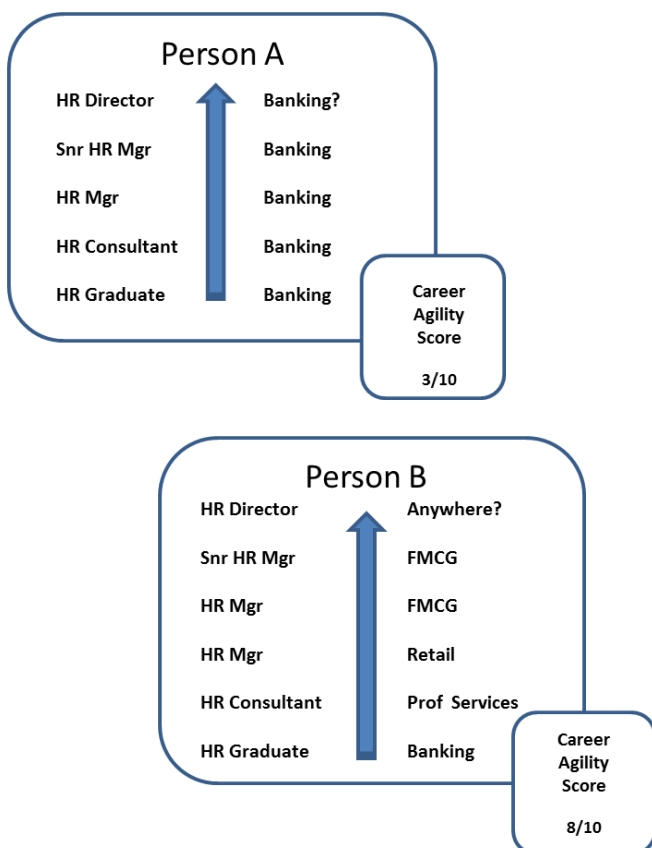 Person A
HR Director Banking?
Snr HR Mgr Banking
HR Mgr Banking
HR Consultant Banking
HR Graduate Banking
Career
Agility
Score
3/10
Person B
HR Director Anywhere?
Snr HR Mgr FMCG
HR Mgr FMCG
HR Mgr Retail
HR Consultant Prof Services
HR Graduate Banking
Career
Agility
Score
8/10